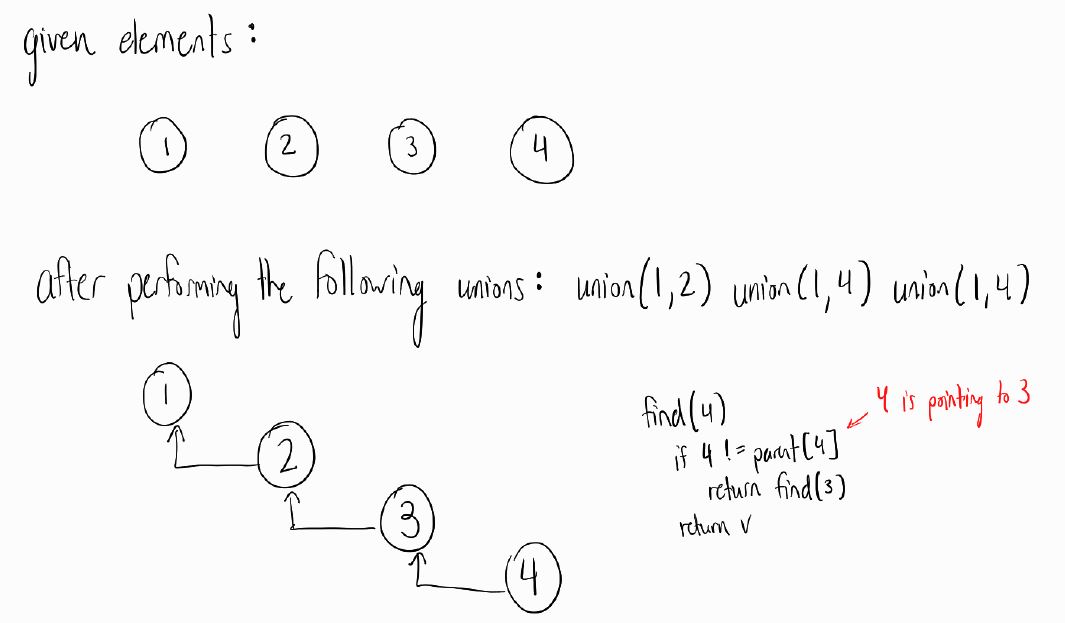 given elements:
1 2 3 4
after performing the following unions: union(1,2) union(1,4) union(1,4)
1
2
3
4
find(4)
if 4 != parent[4]
return find(3)
return v
4 is pointing to 3